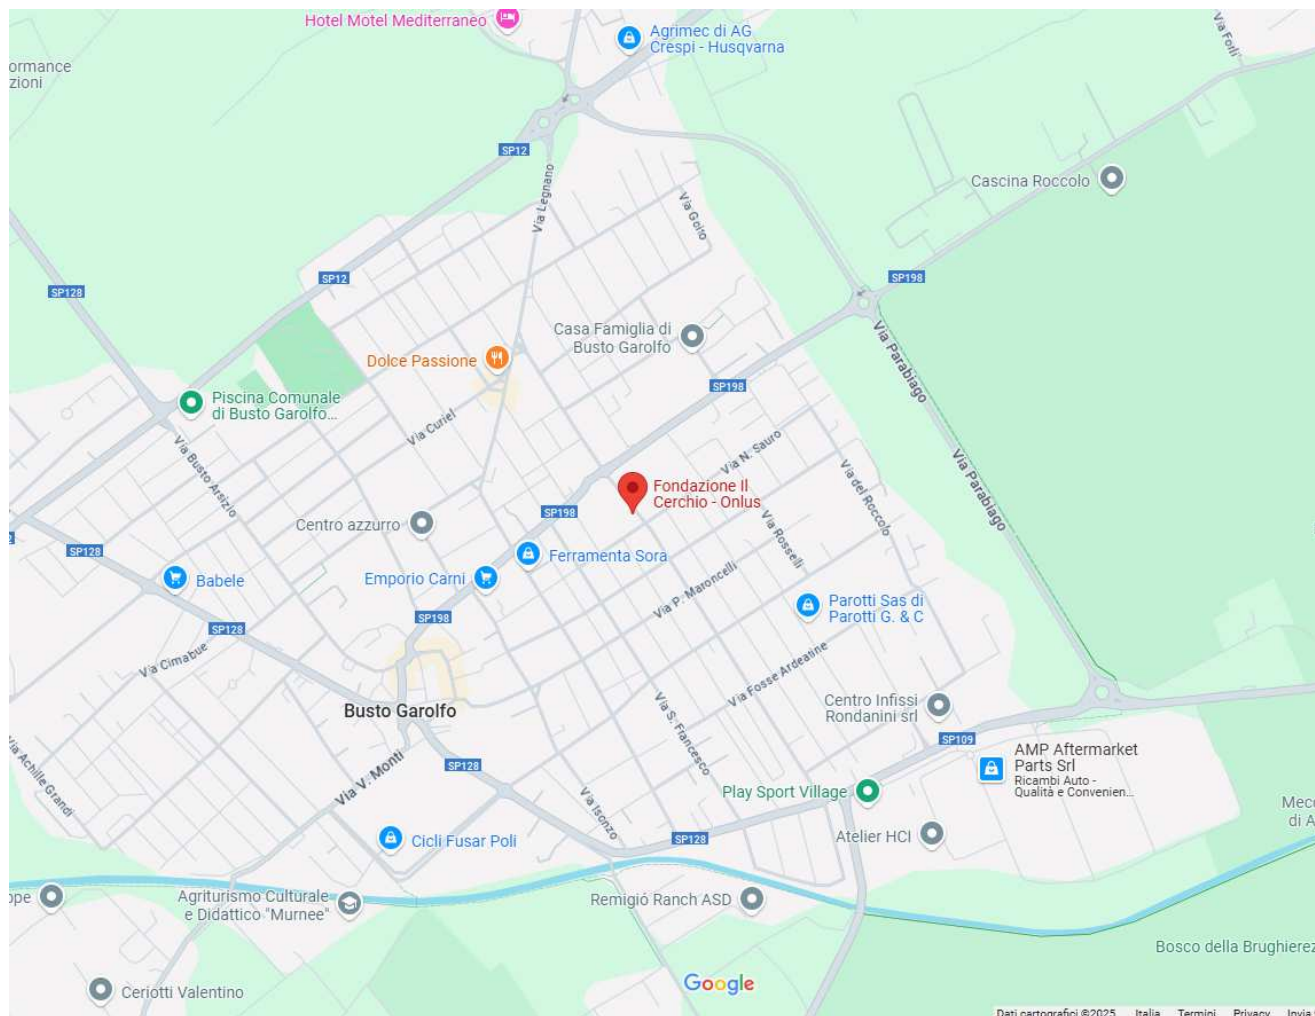 Hotel Motel Mediterraneo
Agrimec di AG
Crespi - Husqvarna
Via Forlì
ormance
zioni
SP12
Via Legnano
Cascina Roccolo
Via Goito
SP12
SP198
SP128
Casa Famiglia di
Busto Garolfo
Via Parabiago
Dolce Passione
SP198
Piscina Comunale
di Busto Garolfo...
Via Curiel
Via N. Sauro
Via Busto Arsizio
Fondazione Il
Cerchio - Onlus
Via del Roccolo
Via Parabiago
SP198
Centro azzurro
Via Rosselli
SP128
Ferramenta Sora
Babele
Emporio Carni
Via P. Maroncelli
Parotti Sas di
Parotti G. & C
SP198
SP128
Via Cimabue
Via Fosse Ardeatine
Busto Garolfo
Centro Infissi
Rondanini srl
Via S. Francesco
SP109
AMP Aftermarket
Parts Srl
Ricambi Auto -
Qualità e Convenien...
Via Achille Grandi
Via V. Monti
SP128
Play Sport Village
Via Isonzo
Mecc
di A
Cicli Fusar Poli
SP128
Atelier HCI
ope
Agriturismo Culturale
e Didattico "Murnee"
Remigió Ranch ASD
Bosco della Brughierez
Ceriotti Valentino
Google
Dati cartografici ©2025 Italia Termini Privacy Invia